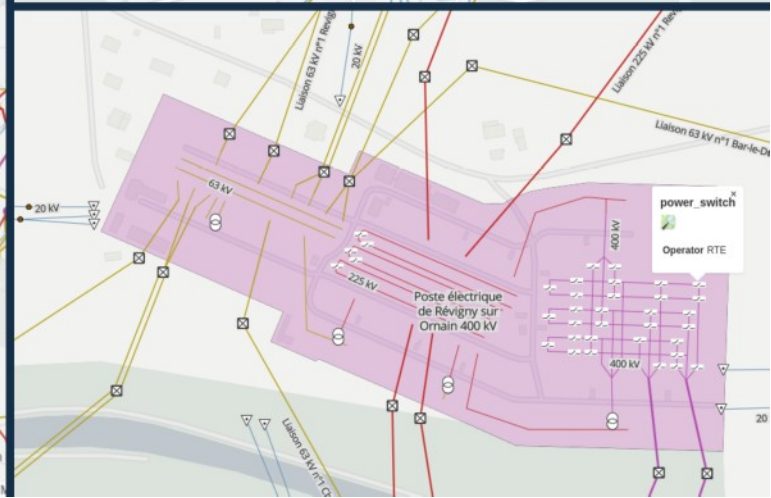 Liaison 63 kV n°1 Revig
20 kV
Liaison 225 kV n°1 Rev
Liaison 63 kV n°1 Bar-le-D
63 kV
20 kV
225 kV
400 kV
power_switch
×
Operator RTE
Poste électrique
de Révigny sur
Ornain 400 kV
400 kV
20
Liaison 63 kV n°1 C